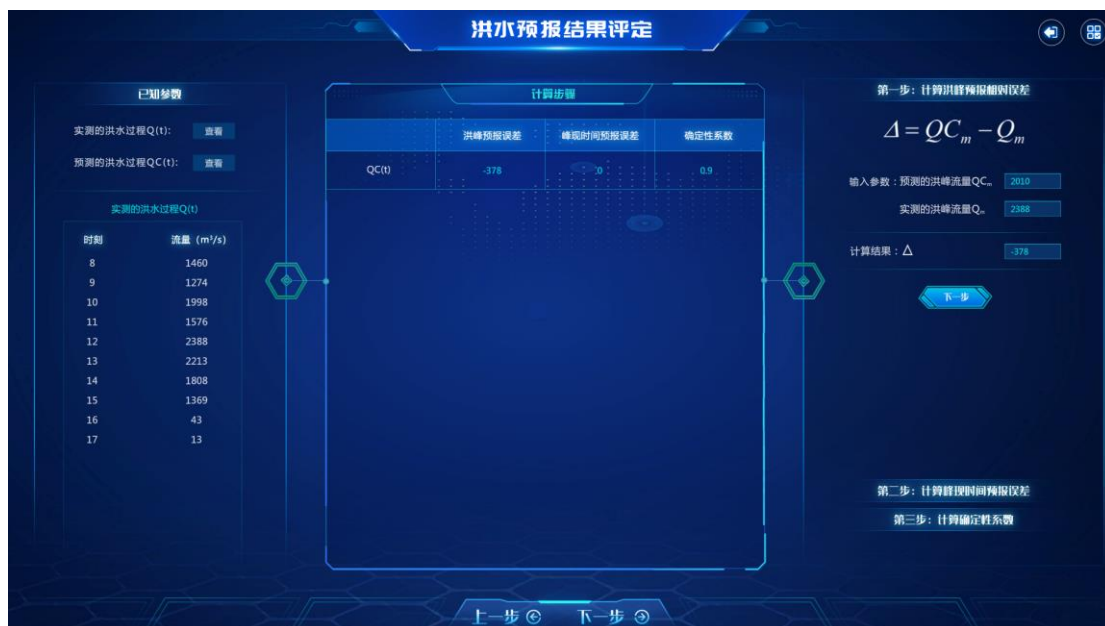 洪水预报结果评定
已知参数
实测的洪水过程Q(t): 查看
预测的洪水过程QC(t): 查看
实测的洪水过程Q(t)
时刻 流量 (m³/s)
8 1460
9 1274
10 1998
11 1576
12 2388
13 2213
14 1808
15 1369
16 43
17 13
计算步骤
洪峰预报误差 峰现时间预报误差 确定性系数
QC(t) -378 0 0.9
第一步: 计算洪峰预报相对误差
Δ = QCₘ − Qₘ
输入参数: 预测的洪峰流量QCₘ 2010
实测的洪峰流量Qₘ 2388
计算结果: △ -378
下一步
第二步: 计算峰现时间预报误差
第三步: 计算确定性系数
上一步 下一步